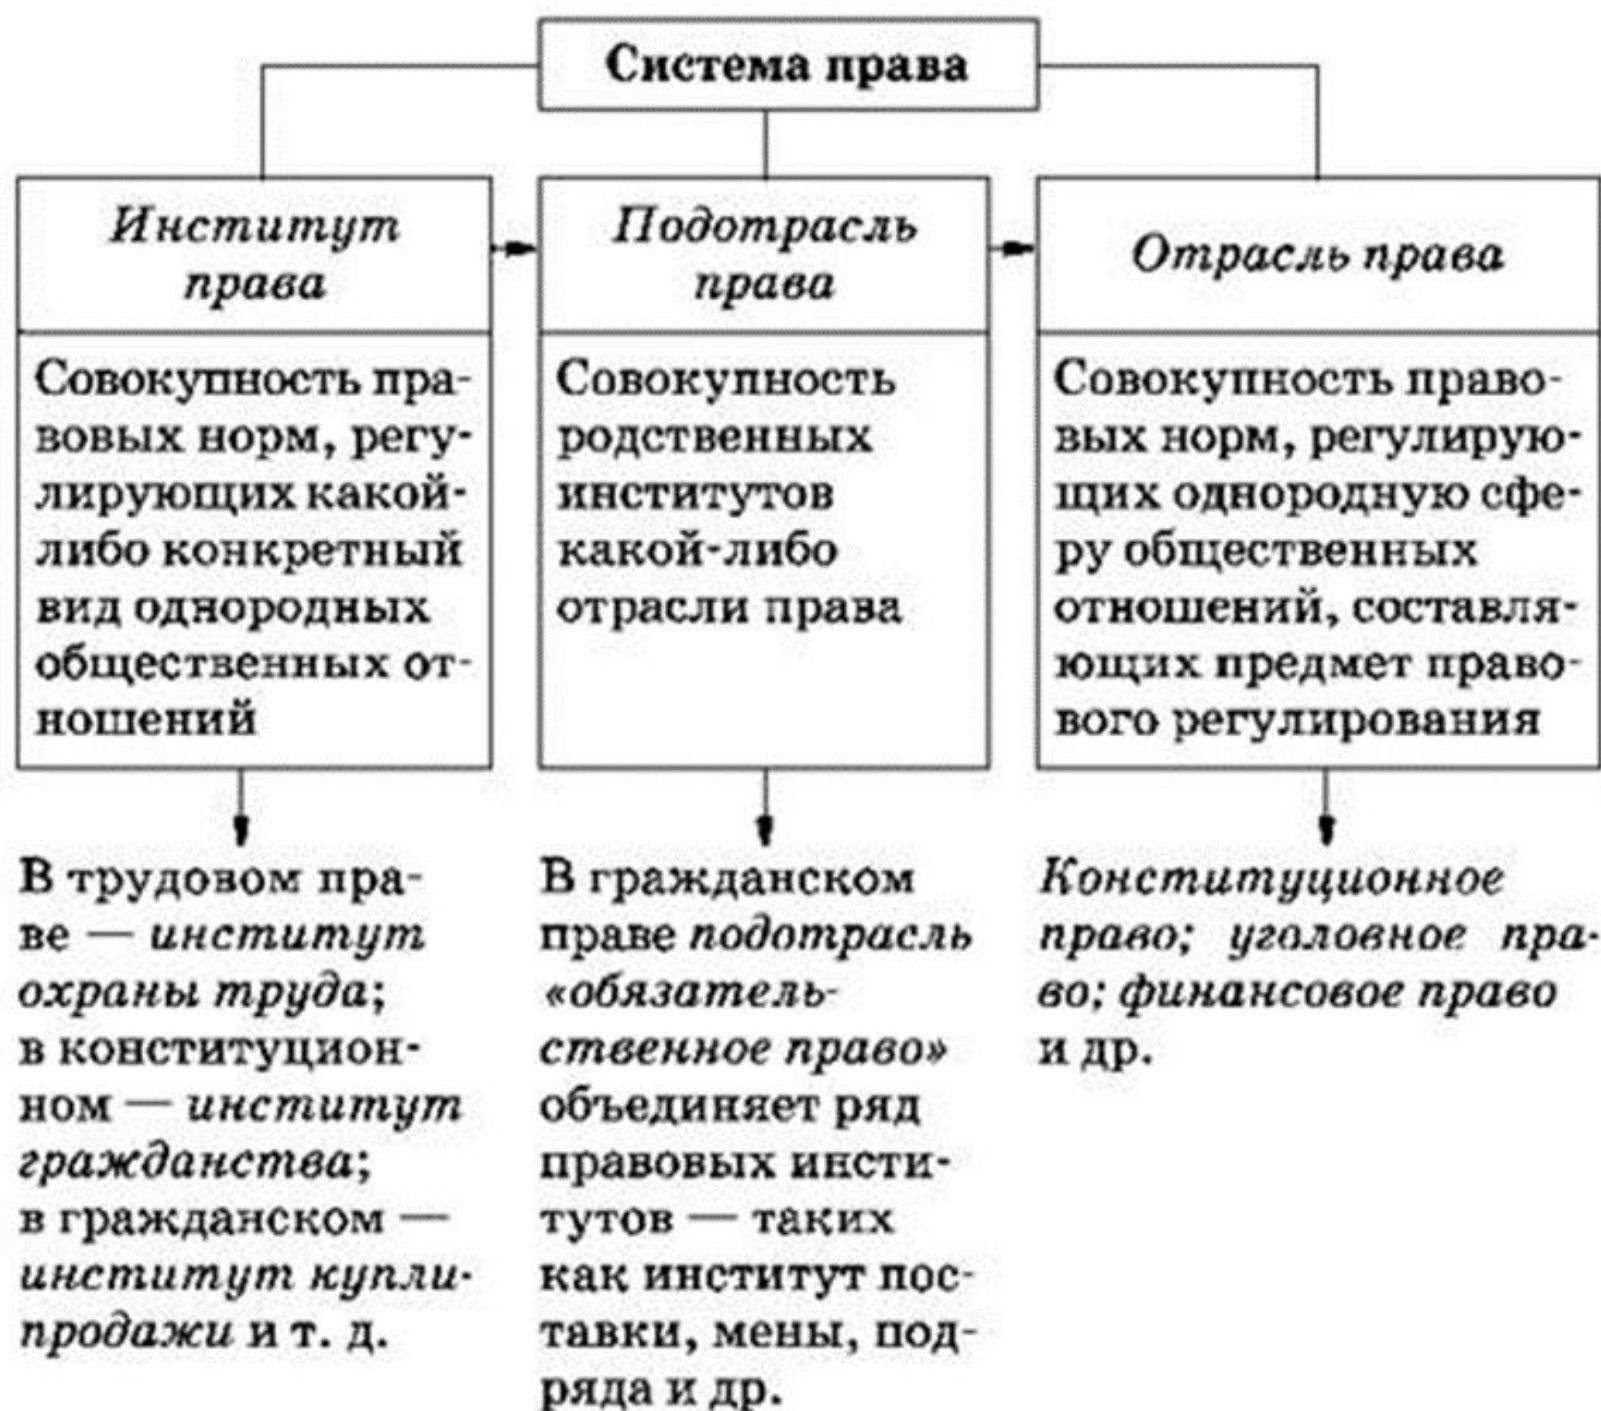 Система права
Институт
права
Совокупность пра-
вовых норм, регу-
лирующих какой-
либо конкретный
вид однородных
общественных от-
ношений
В трудовом пра-
ве — институт
охраны труда;
в конституцион-
ном — институт
гражданства;
в гражданском —
институт купли-
продажи и т. д.
Подотрасль
права
Совокупность
родственных
институтов
какой-либо
отрасли права
В гражданском
праве подотрасль
«обязатель-
ственное право»
объединяет ряд
правовых инсти-
тутов — таких
как институт пос-
тавки, мены, под-
ряда и др.
Отрасль права
Совокупность право-
вых норм, регулирую-
щих однородную сфе-
ру общественных
отношений, составля-
ющих предмет право-
вого регулирования
Конституционное
право; уголовное пра-
во; финансовое право
и др.